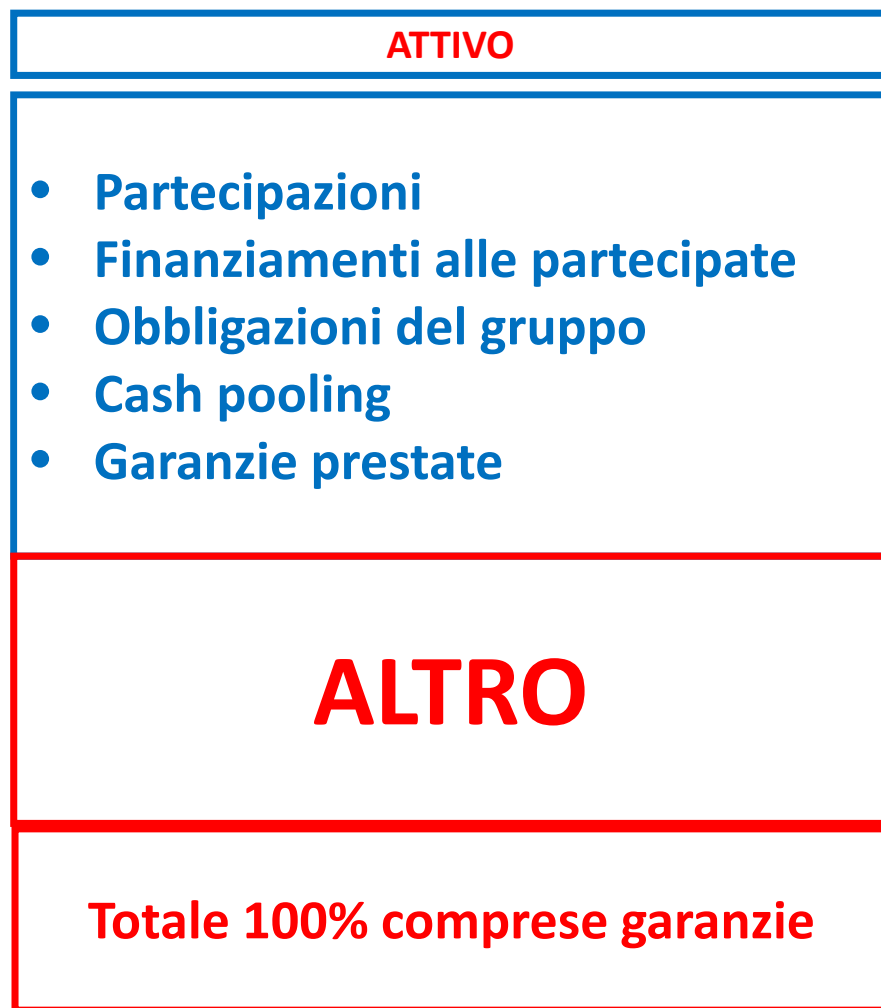 ATTIVO
• Partecipazioni
• Finanziamenti alle partecipate
• Obbligazioni del gruppo
• Cash pooling
• Garanzie prestate
ALTRO
Totale 100% comprese garanzie